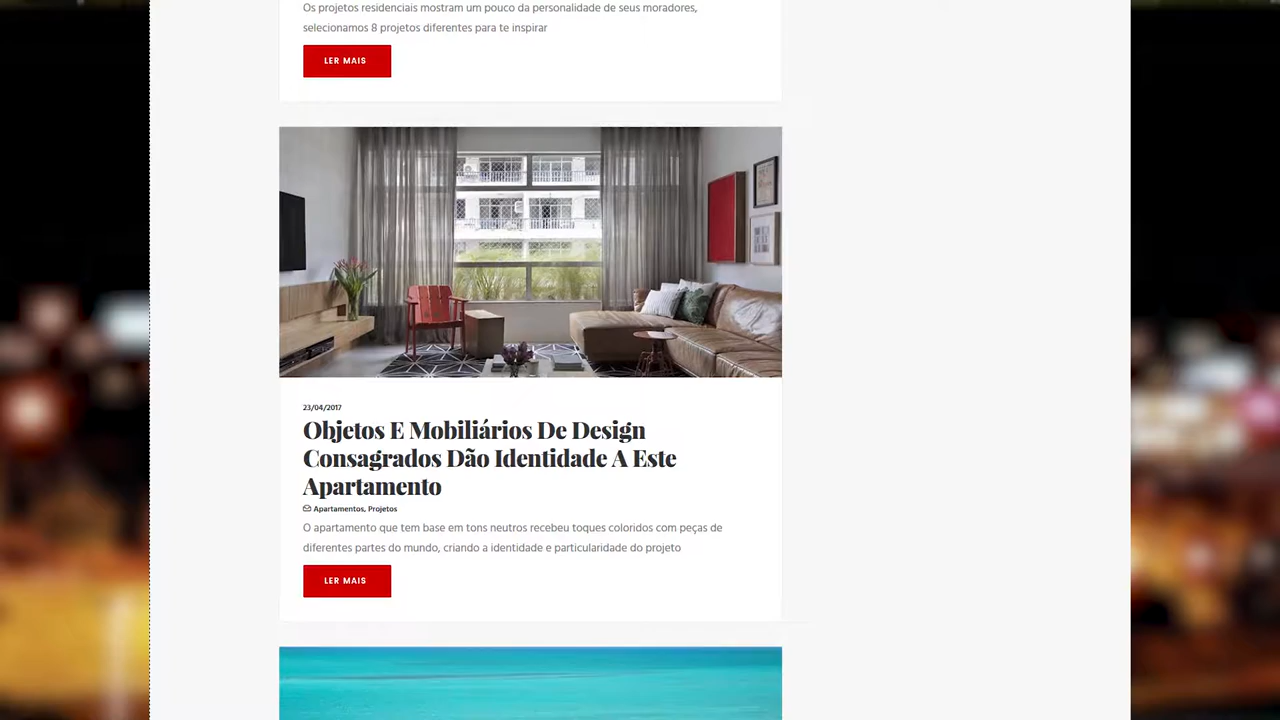 Os projetos residenciais mostram um pouco da personalidade de seus moradores,
selecionamos 8 projetos diferentes para te inspirar
LER MAIS
23/04/2017
Objetos E Mobiliários De Design
Consagrados Dão Identidade A Este
Apartamento
Apartamentos, Projetos
O apartamento que tem base em tons neutros recebeu toques coloridos com peças de
diferentes partes do mundo, criando a identidade e particularidade do projeto
LER MAIS